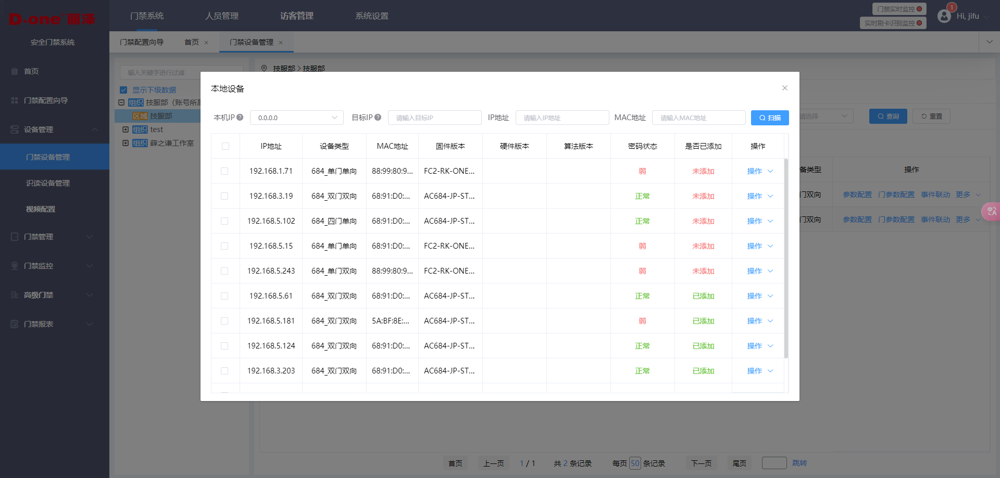 D-one 丽泽
安全门禁系统
门禁系统
人员管理
访客管理
系统设置
门禁实时监控
实时刷卡识别监控
1
Hi, jifu
门禁配置向导
首页
门禁设备管理
首页
门禁配置向导
设备管理
门禁设备管理
识读设备管理
视频配置
门禁管理
门禁监控
高级门禁
门禁报表
输入关键字进行过滤
显示下级数据
组织 技服部（账号所属
区域 技服部
组织 test
组织 薛之谦工作室
技服部 > 技服部
请选择
查询
重置
备类型 操作
门双向 参数配置 门参数配置 事件联动 更多
门双向 参数配置 门参数配置 事件联动 更多
本地设备
本机IP 0.0.0.0 目标IP 请输入目标IP IP地址 请输入IP地址 MAC地址 请输入MAC地址 扫描
IP地址 设备类型 MAC地址 固件版本 硬件版本 算法版本 密码状态 是否已添加 操作
192.168.1.71 684_单门单向 88:99:80:9... FC2-RK-ONE... 弱 未添加 操作
192.168.3.19 684_双门双向 68:91:D0:... AC684-JP-ST... 正常 未添加 操作
192.168.5.102 684_四门单向 68:91:D0:... AC684-JP-ST... 正常 未添加 操作
192.168.5.15 684_单门单向 68:91:D0:... FC2-RK-ONE... 弱 未添加 操作
192.168.5.243 684_单门双向 88:99:80:9... FC2-RK-ONE... 弱 未添加 操作
192.168.5.61 684_双门双向 68:91:D0:... AC684-JP-ST... 正常 已添加 操作
192.168.5.181 684_双门双向 5A:BF:8E:... AC684-JP-ST... 弱 已添加 操作
192.168.5.124 684_双门双向 68:91:D0:... AC684-JP-ST... 正常 已添加 操作
192.168.3.203 684_双门双向 68:91:D0:... AC684-JP-ST... 正常 已添加 操作
首页 上一页 1 / 1 共 2 条记录 每页 50 条记录 下一页 尾页 跳转